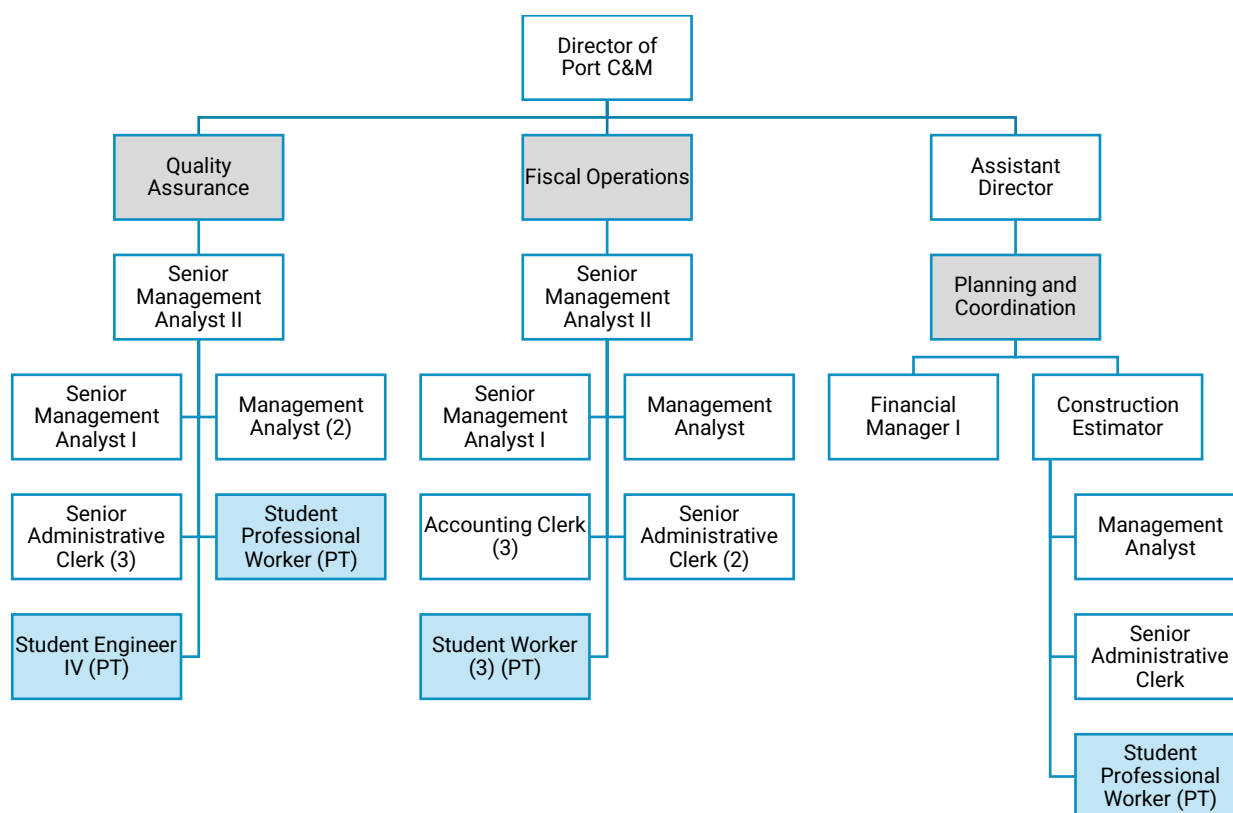 Director of
Port C&M
Quality
Assurance
Fiscal Operations
Assistant
Director
Senior
Management
Analyst II
Senior
Management
Analyst II
Planning and
Coordination
Senior
Management
Analyst I
Management
Analyst (2)
Senior
Management
Analyst I
Management
Analyst
Financial
Manager I
Construction
Estimator
Senior
Administrative
Clerk (3)
Student
Professional
Worker (PT)
Accounting Clerk
(3)
Senior
Administrative
Clerk (2)
Management
Analyst
Student Engineer
IV (PT)
Student Worker
(3) (PT)
Senior
Administrative
Clerk
Student
Professional
Worker (PT)